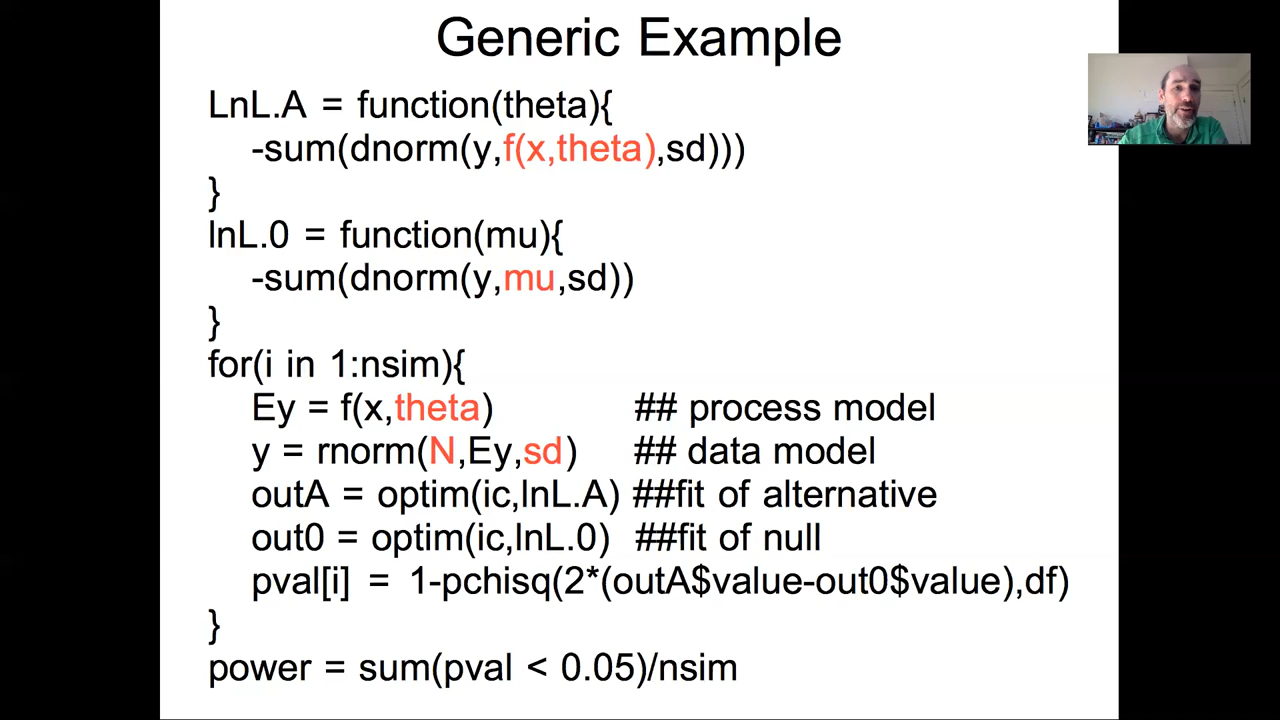 Generic Example
LnL.A = function(theta){
-sum(dnorm(y,f(x,theta),sd)))
}
lnL.0 = function(mu){
-sum(dnorm(y,mu,sd))
}
for(i in 1:nsim){
Ey = f(x,theta) ## process model
y = rnorm(N,Ey,sd) ## data model
outA = optim(ic,lnL.A) ##fit of alternative
out0 = optim(ic,lnL.0) ##fit of null
pval[i] = 1-pchisq(2*(outA$value-out0$value),df)
}
power = sum(pval < 0.05)/nsim